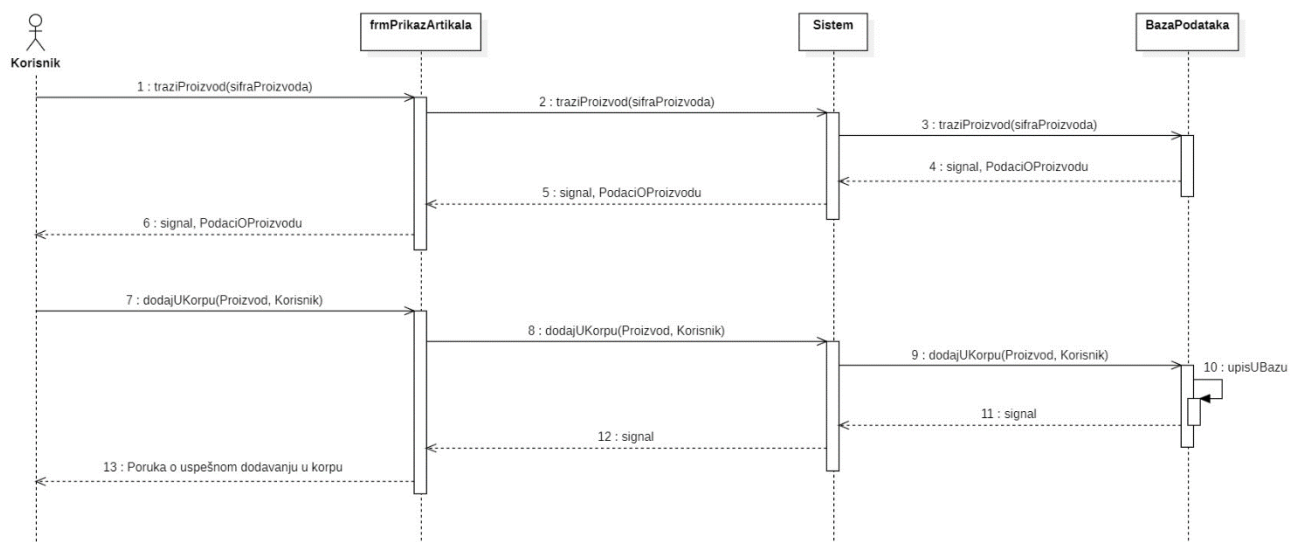 Korisnik
frmPrikazArtikala
Sistem
BazaPodataka
1 : traziProizvod(sifraProizvoda)
2 : traziProizvod(sifraProizvoda)
3 : traziProizvod(sifraProizvoda)
4 : signal, PodaciOProizvodu
5 : signal, PodaciOProizvodu
6 : signal, PodaciOProizvodu
7 : dodajUKorpu(Proizvod, Korisnik)
8 : dodajUKorpu(Proizvod, Korisnik)
9 : dodajUKorpu(Proizvod, Korisnik)
10 : upisUBazu
11 : signal
12 : signal
13 : Poruka o uspešnom dodavanju u korpu